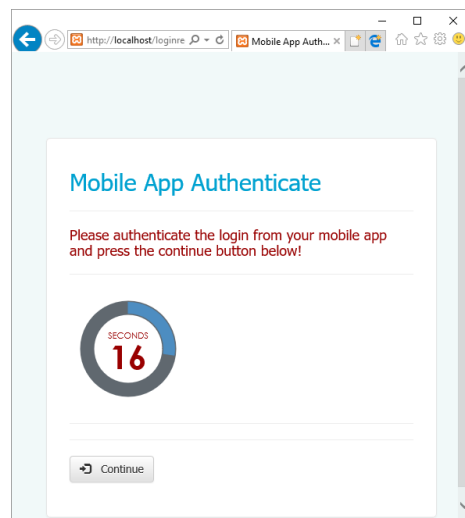 http://localhost/loginre
Mobile App Auth...
Mobile App Authenticate
Please authenticate the login from your mobile app
and press the continue button below!
SECONDS
16
Continue